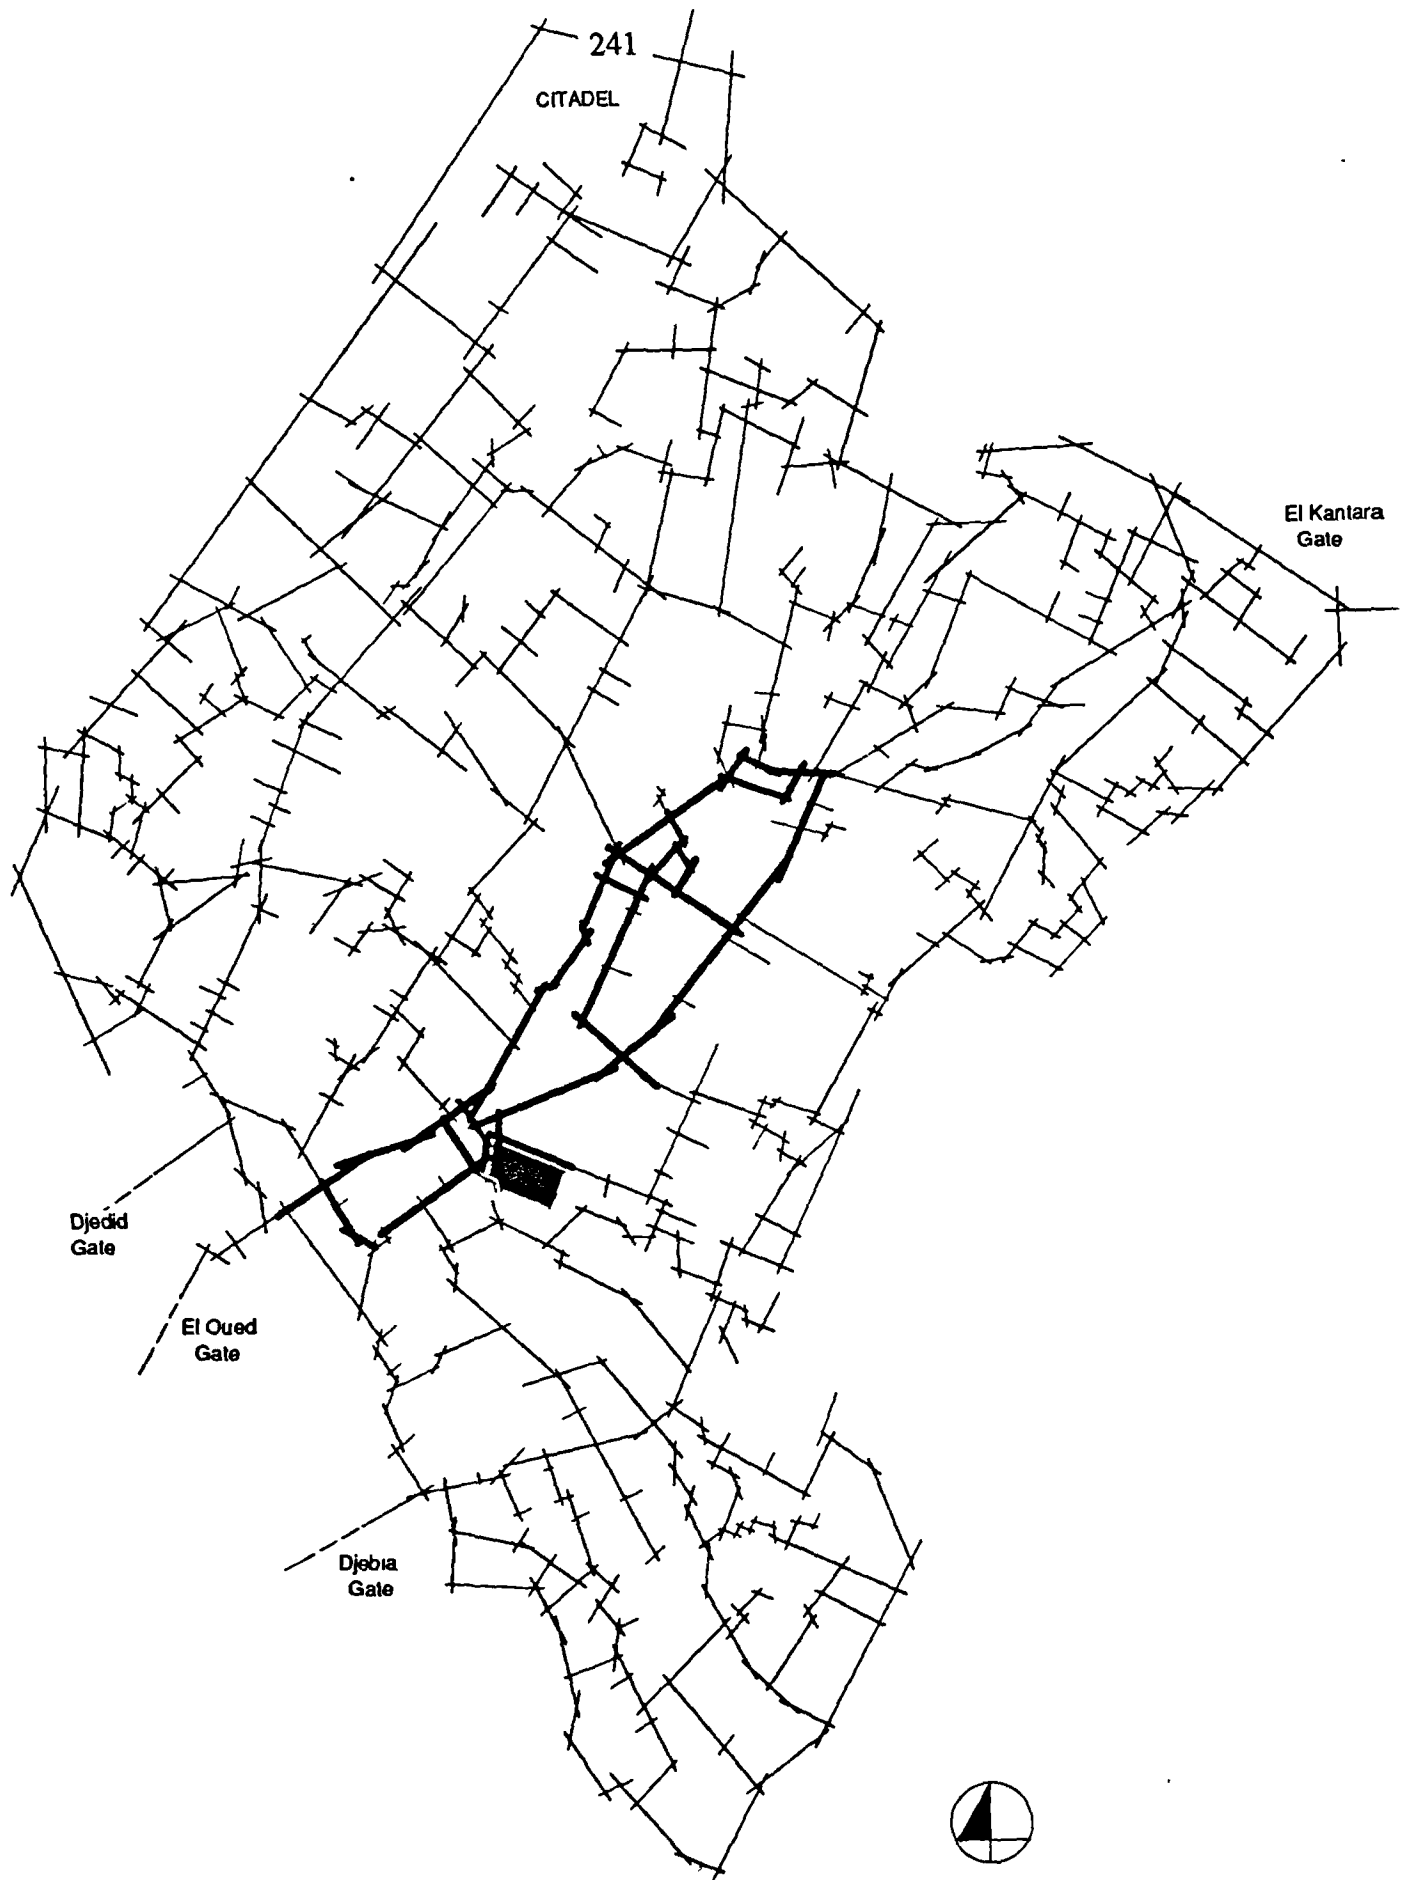 241
CITADEL
El Kantara
Gate
Djedid
Gate
El Oued
Gate
Djebia
Gate